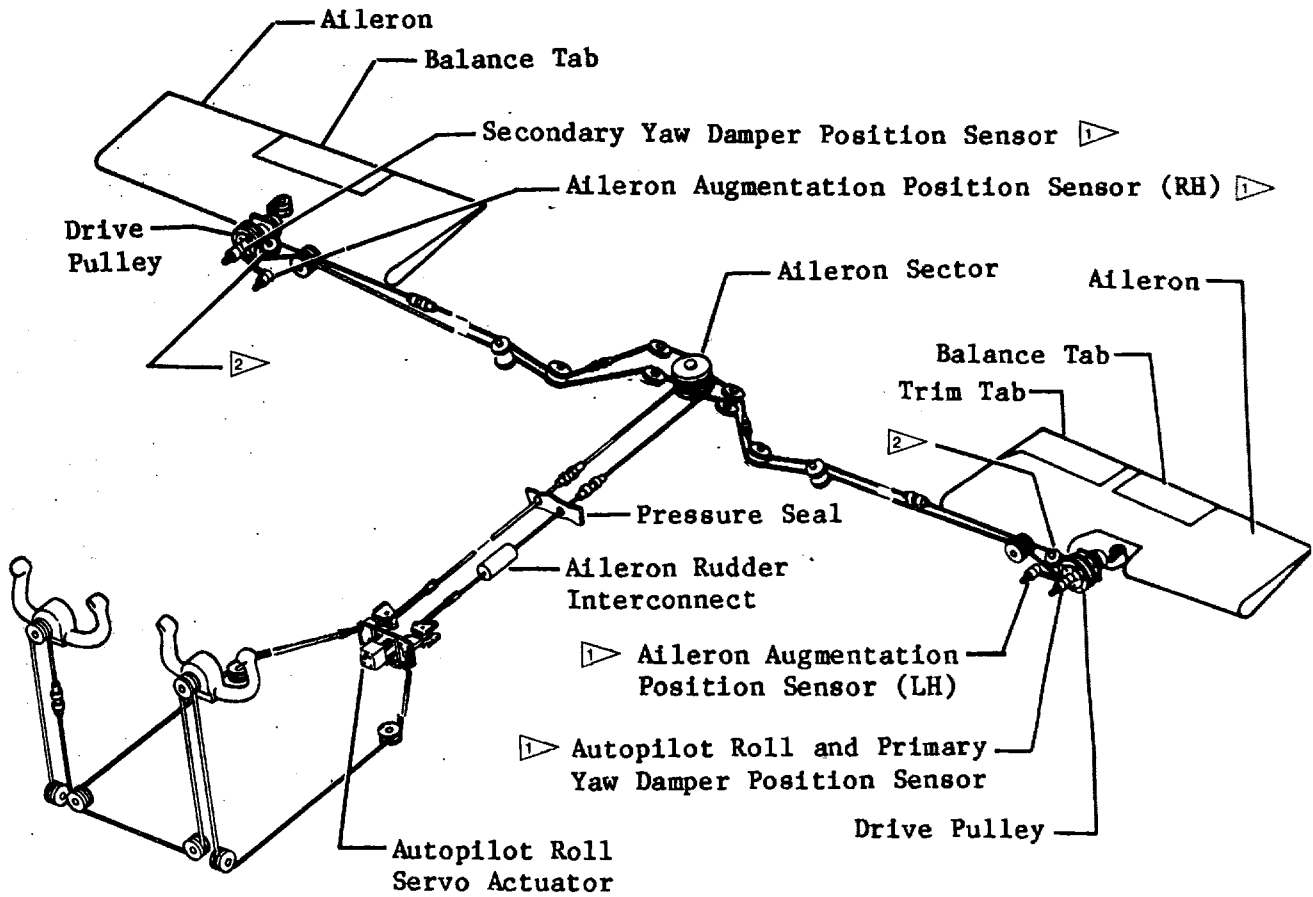 Aileron
Balance Tab
Secondary Yaw Damper Position Sensor 1
Aileron Augmentation Position Sensor (RH) 1
Drive
Pulley
2
Aileron Sector
Aileron
Balance Tab
Trim Tab
2
Pressure Seal
Aileron Rudder
Interconnect
1 Aileron Augmentation
Position Sensor (LH)
1 Autopilot Roll and Primary
Yaw Damper Position Sensor
Drive Pulley
Autopilot Roll
Servo Actuator